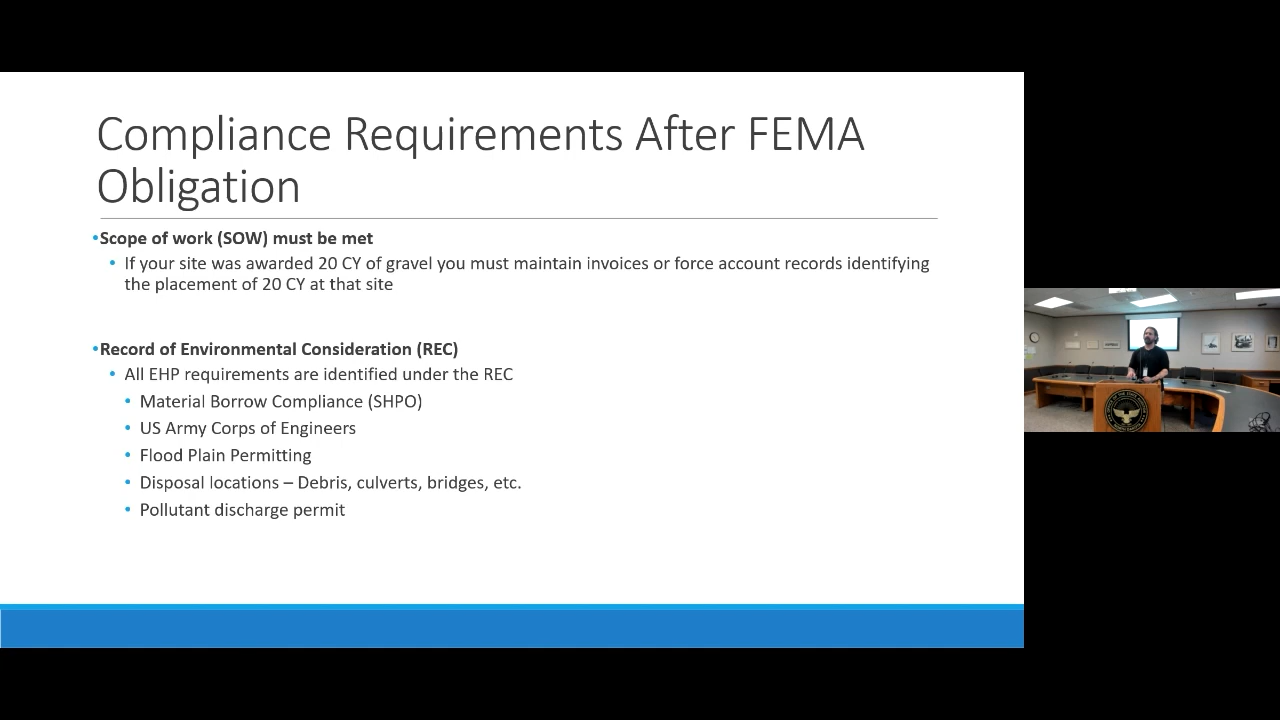 Compliance Requirements After FEMA
Obligation
•Scope of work (SOW) must be met
• If your site was awarded 20 CY of gravel you must maintain invoices or force account records identifying
the placement of 20 CY at that site
•Record of Environmental Consideration (REC)
• All EHP requirements are identified under the REC
• Material Borrow Compliance (SHPO)
• US Army Corps of Engineers
• Flood Plain Permitting
• Disposal locations – Debris, culverts, bridges, etc.
• Pollutant discharge permit